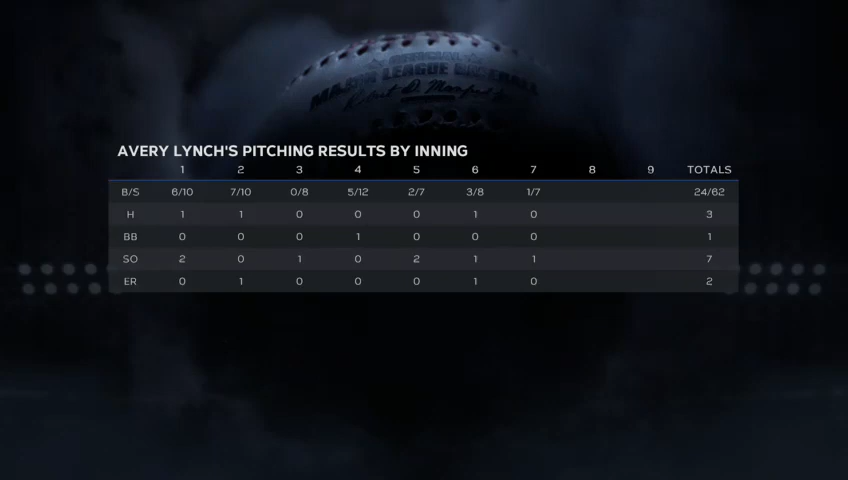 OFFICIAL
MAJOR LEAGUE BASEBALL
AVERY LYNCH'S PITCHING RESULTS BY INNING
1 2 3 4 5 6 7 8 9 TOTALS
B/S 6/10 7/10 0/8 5/12 2/7 3/8 1/7 24/62
H 1 1 0 0 0 1 0 3
BB 0 0 0 1 0 0 0 1
SO 2 0 1 0 2 1 1 7
ER 0 1 0 0 0 1 0 2